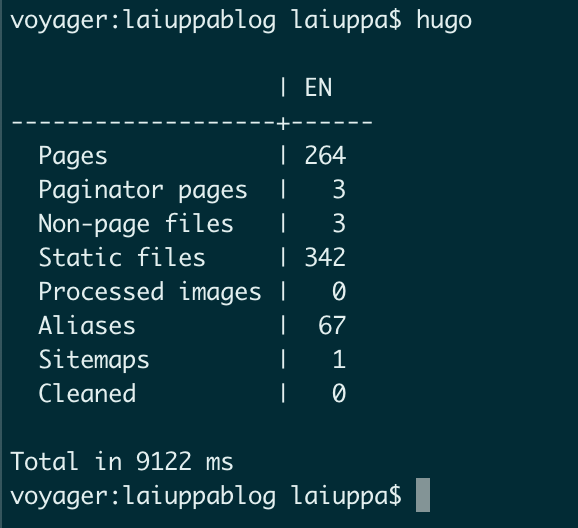 voyager:laiuppablog laiuppa$ hugo
                   | EN
-------------------+------
  Pages            | 264
  Paginator pages  |   3
  Non-page files   |   3
  Static files     | 342
  Processed images |   0
  Aliases          |  67
  Sitemaps         |   1
  Cleaned          |   0
Total in 9122 ms
voyager:laiuppablog laiuppa$